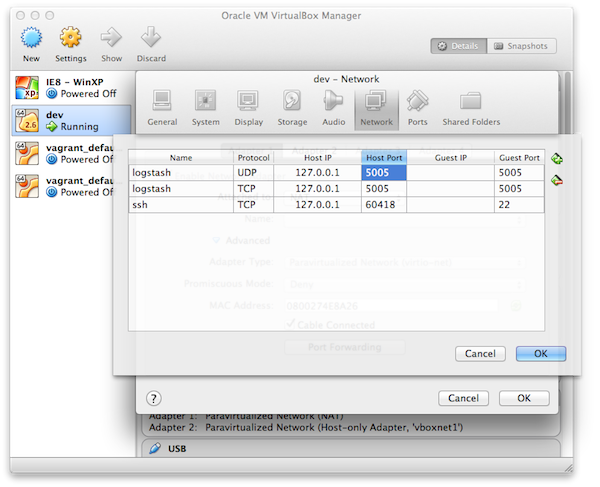 Oracle VM VirtualBox Manager
New Settings Show Discard
Details Snapshots
IE8 – WinXP
Powered Off
dev
Running
vagrant_defau...
Powered Off
vagrant_defau...
Powered Off
dev – Network
General System Display Storage Audio Network Ports Shared Folders
Name Protocol Host IP Host Port Guest IP Guest Port
logstash UDP 127.0.0.1 5005 5005
logstash TCP 127.0.0.1 5005 5005
ssh TCP 127.0.0.1 60418 22
Name:
Advanced
Adapter Type: Paravirtualized Network (virtio-net)
Promiscuous Mode: Deny
MAC Address:
Cable Connected
Port Forwarding
Cancel OK
? Cancel OK
Adapter 1: Paravirtualized Network (NAT)
Adapter 2: Paravirtualized Network (Host-only Adapter, 'vboxnet1')
USB